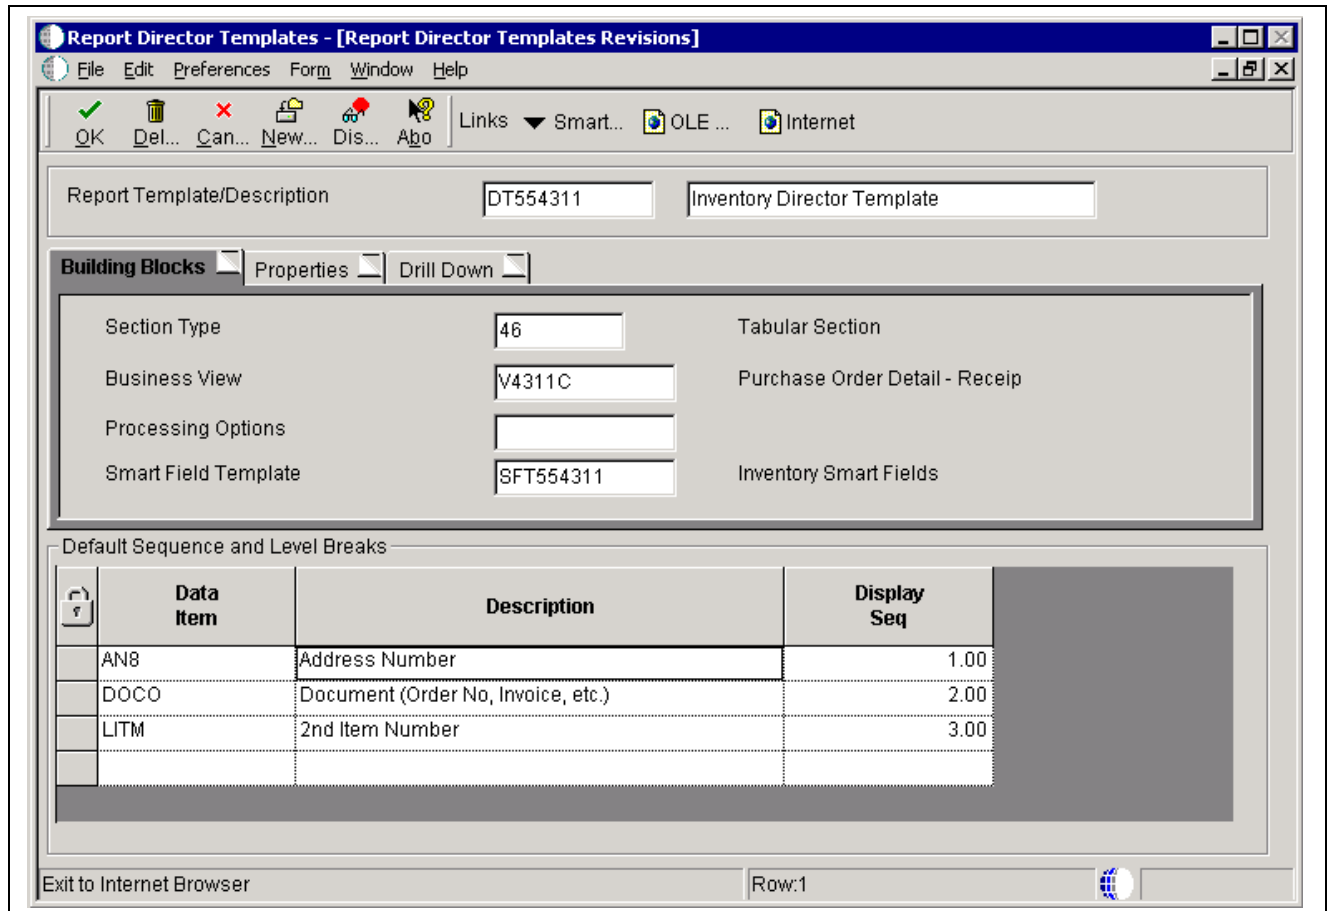 Report Director Templates - [Report Director Templates Revisions]
File Edit Preferences Form Window Help
OK Del... Can... New... Dis... Abo Links Smart... OLE ... Internet
Report Template/Description DT554311 Inventory Director Template
Building Blocks Properties Drill Down
Section Type 46 Tabular Section
Business View V4311C Purchase Order Detail - Receip
Processing Options
Smart Field Template SFT554311 Inventory Smart Fields
Default Sequence and Level Breaks
Data Item Description Display Seq
AN8 Address Number 1.00
DOCO Document (Order No, Invoice, etc.) 2.00
LITM 2nd Item Number 3.00
Exit to Internet Browser Row:1